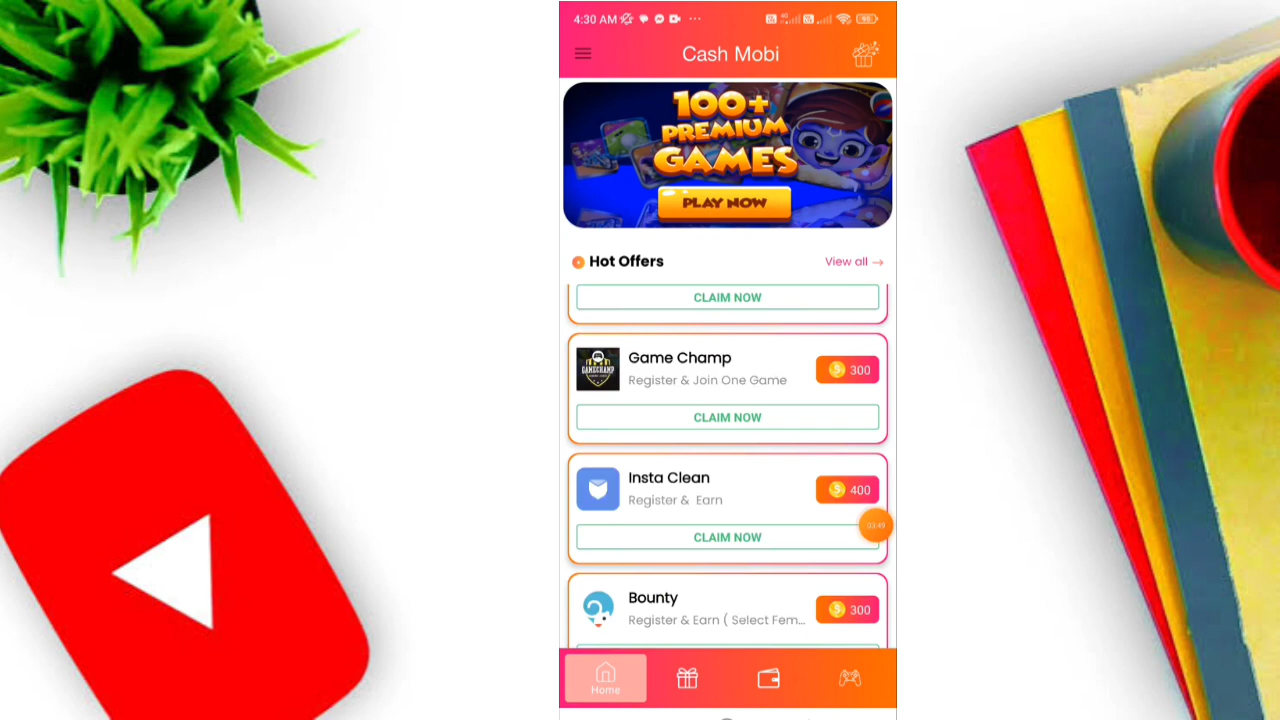 4:30 AM
Cash Mobi
100+
PREMIUM
GAMES
PLAY NOW
Hot Offers
View all →
CLAIM NOW
Game Champ
300
Register & Join One Game
CLAIM NOW
Insta Clean
400
Register & Earn
03:49
CLAIM NOW
Bounty
300
Register & Earn ( Select Fem...
Home